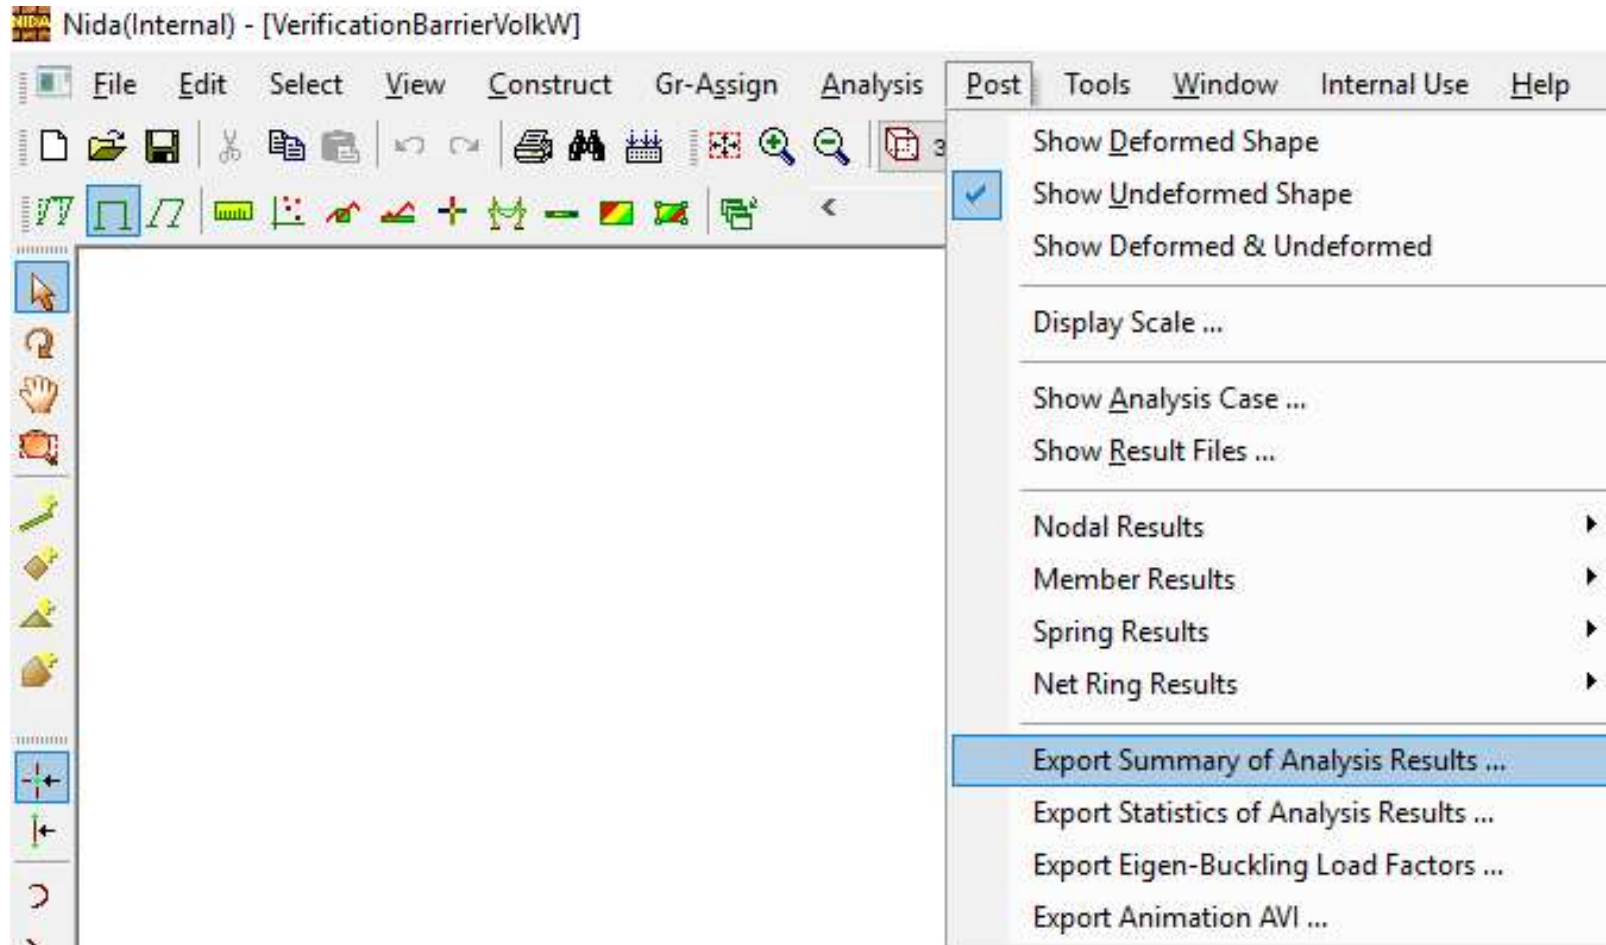 NIDA Nida(Internal) - [VerificationBarrierVolkW]
File Edit Select View Construct Gr-Assign Analysis Post Tools Window Internal Use Help
3
Show Deformed Shape
Show Undeformed Shape
Show Deformed & Undeformed
Display Scale ...
Show Analysis Case ...
Show Result Files ...
Nodal Results
Member Results
Spring Results
Net Ring Results
Export Summary of Analysis Results ...
Export Statistics of Analysis Results ...
Export Eigen-Buckling Load Factors ...
Export Animation AVI ...